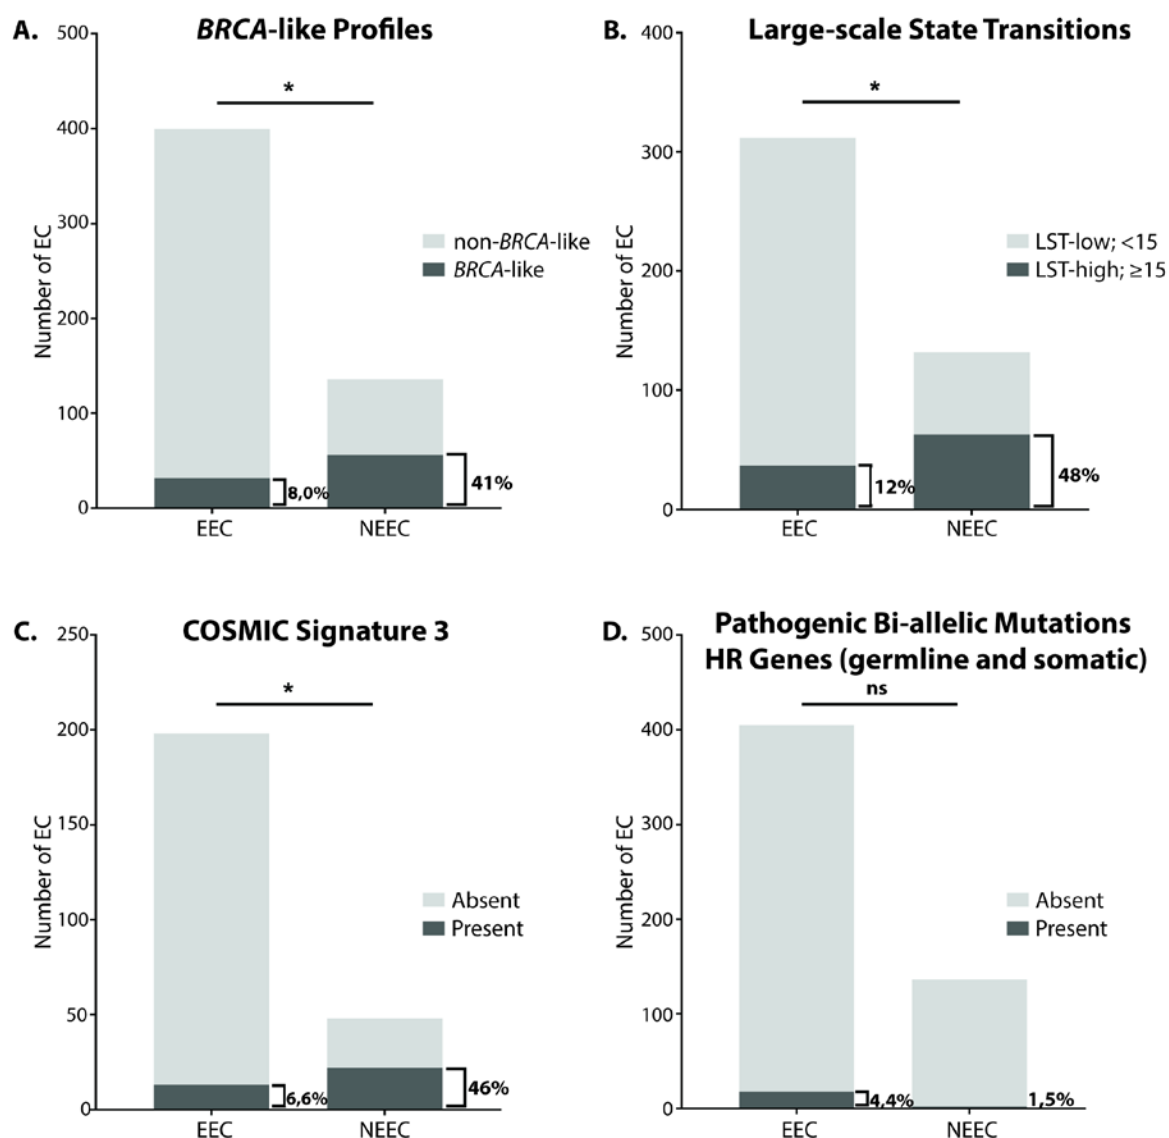 A.
BRCA-like Profiles
500
400
300
200
100
0
Number of EC
*
non-BRCA-like
BRCA-like
8,0%
41%
EEC
NEEC
B.
Large-scale State Transitions
400
300
200
100
0
Number of EC
*
LST-low; <15
LST-high; ≥15
12%
48%
EEC
NEEC
C.
COSMIC Signature 3
250
200
150
100
50
0
Number of EC
*
Absent
Present
6,6%
46%
EEC
NEEC
D.
Pathogenic Bi-allelic Mutations
HR Genes (germline and somatic)
500
400
300
200
100
0
Number of EC
ns
Absent
Present
4,4%
1,5%
EEC
NEEC